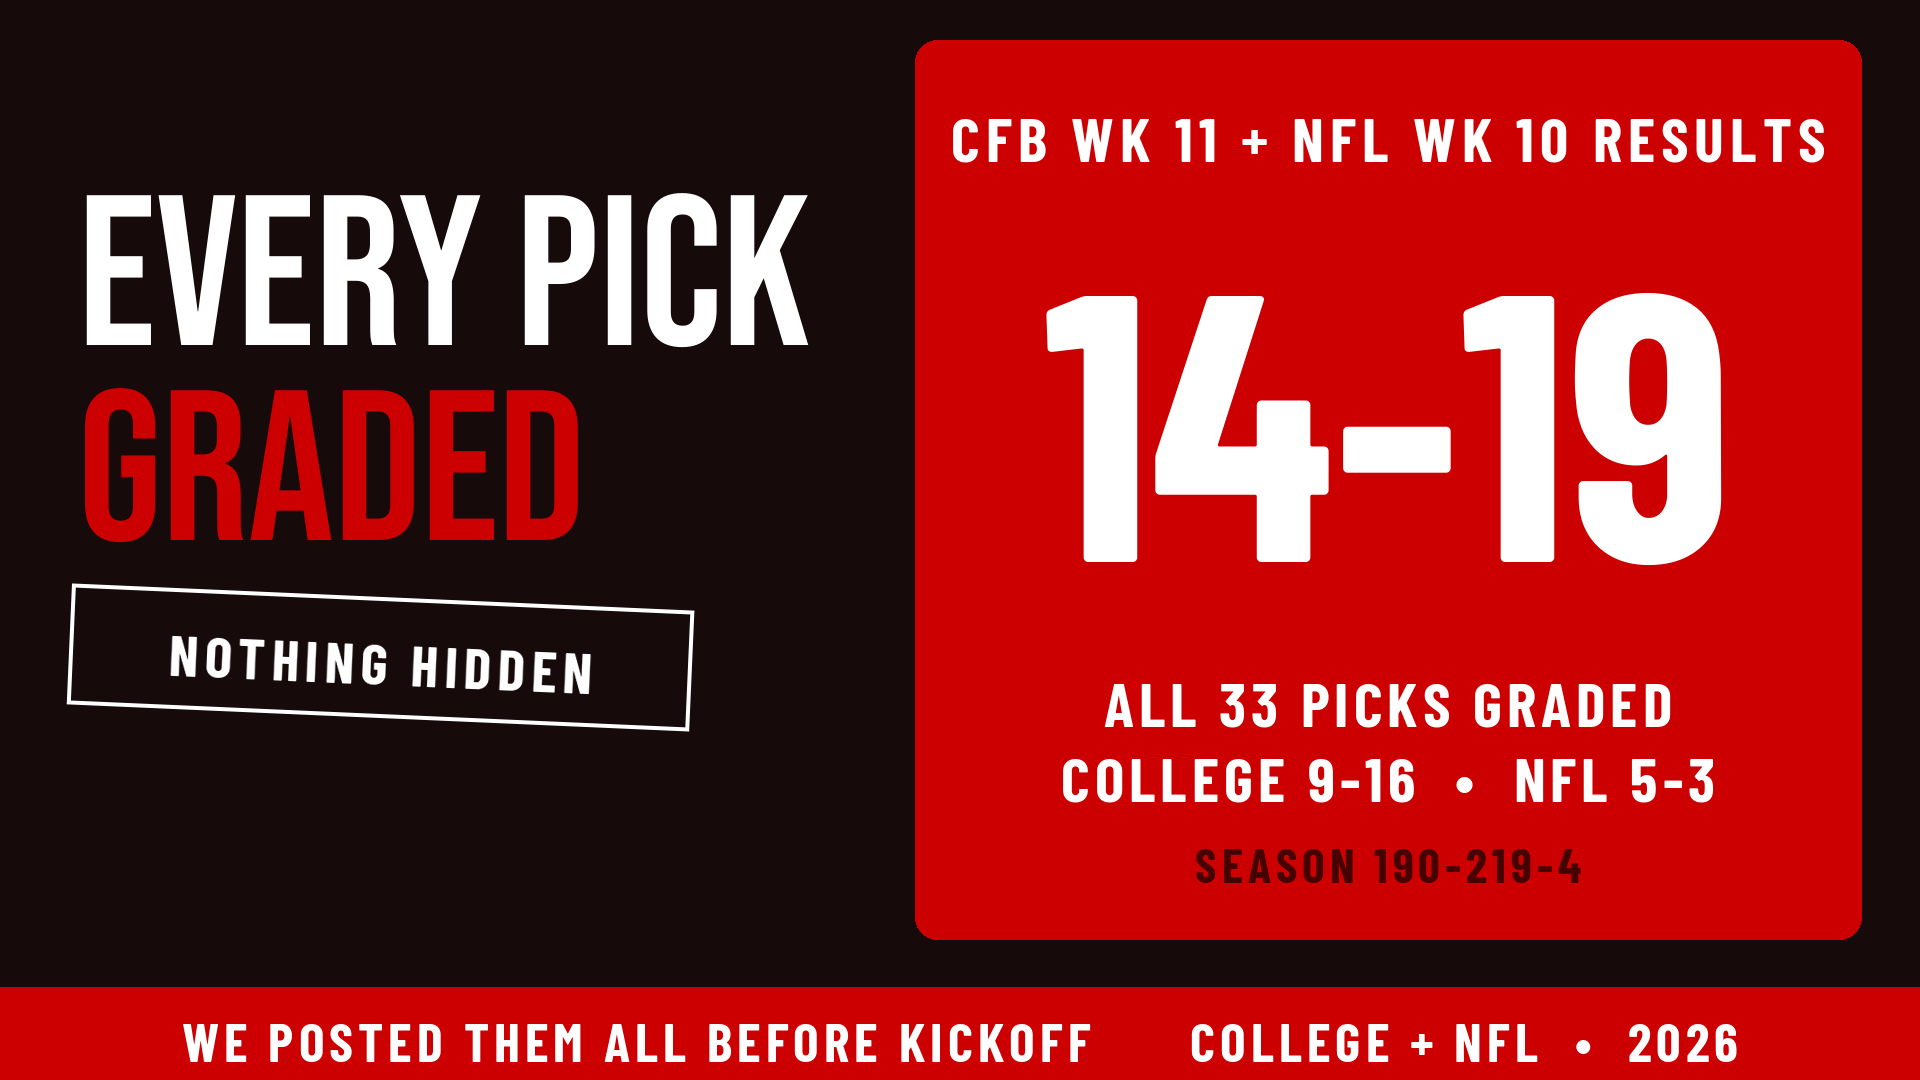 EVERY PICK
GRADED
NOTHING HIDDEN
CFB WK 11 + NFL WK 10 RESULTS
14-19
ALL 33 PICKS GRADED
COLLEGE 9-16 • NFL 5-3
SEASON 190-219-4
WE POSTED THEM ALL BEFORE KICKOFF COLLEGE + NFL • 2026